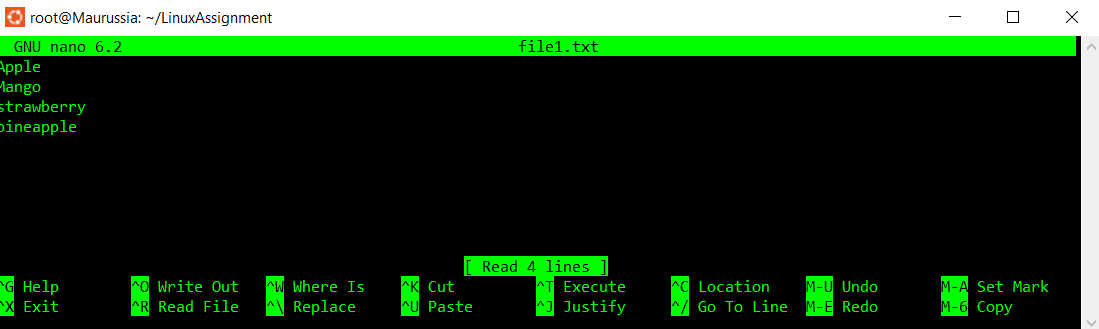 root@Maurussia: ~/LinuxAssignment
GNU nano 6.2 file1.txt
Apple
Mango
strawberry
pineapple
[ Read 4 lines ]
^G Help ^O Write Out ^W Where Is ^K Cut ^T Execute ^C Location M-U Undo M-A Set Mark
^X Exit ^R Read File ^\ Replace ^U Paste ^J Justify ^/ Go To Line M-E Redo M-6 Copy